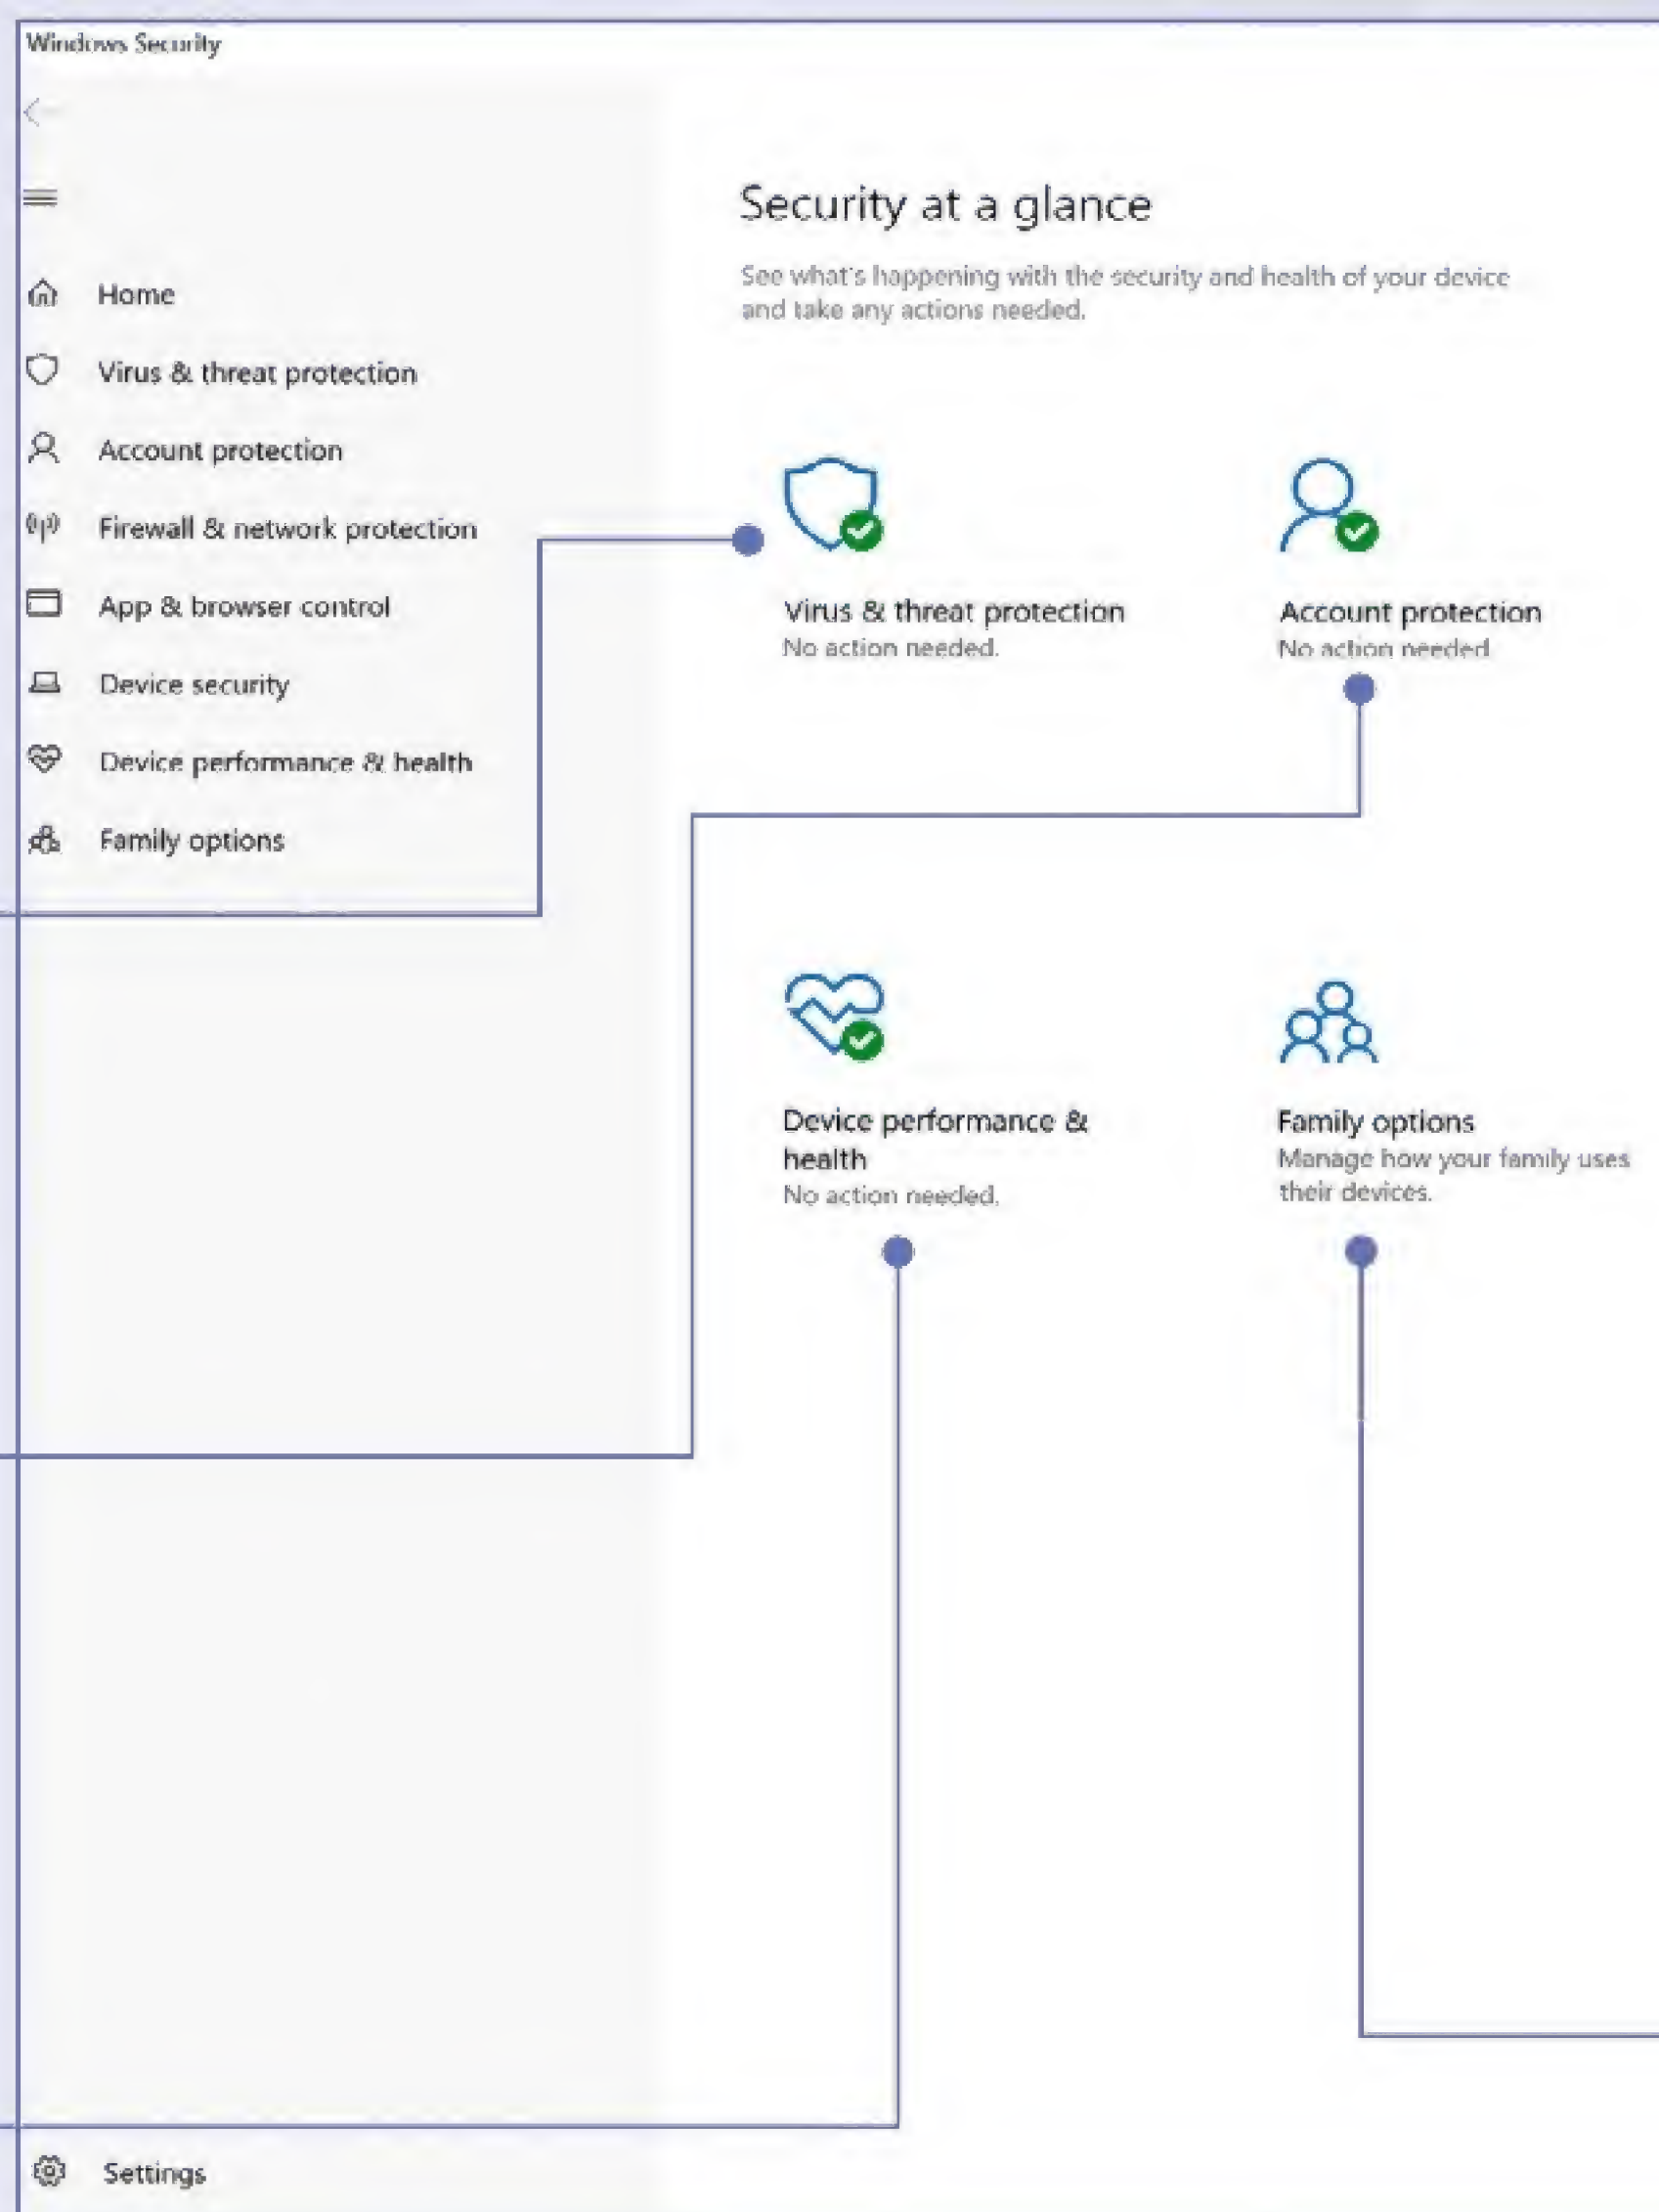 Windows Security
Home
Virus & threat protection
Account protection
Firewall & network protection
App & browser control
Device security
Device performance & health
Family options
Settings
Security at a glance
See what's happening with the security and health of your device
and take any actions needed.
Virus & threat protection
No action needed.
Account protection
No action needed.
Device performance &
health
No action needed.
Family options
Manage how your family uses
their devices.